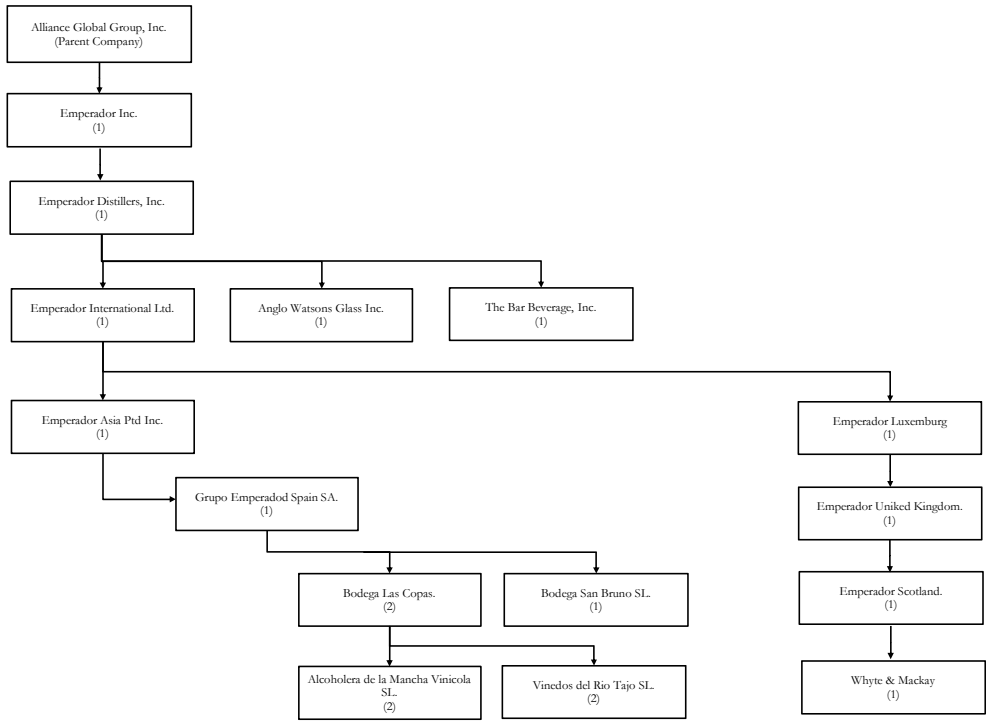 Alliance Global Group, Inc.
(Parent Company)
Emperador Inc.
(1)
Emperador Distillers, Inc.
(1)
Emperador International Ltd.
(1)
Anglo Watsons Glass Inc.
(1)
The Bar Beverage, Inc.
(1)
Emperador Asia Ptd Inc.
(1)
Emperador Luxemburg
(1)
Grupo Emperadod Spain SA.
(1)
Emperador Uniked Kingdom.
(1)
Bodega Las Copas.
(2)
Bodega San Bruno SL.
(1)
Emperador Scotland.
(1)
Alcoholera de la Mancha Vinicola
SL.
(2)
Vinedos del Rio Tajo SL.
(2)
Whyte & Mackay
(1)